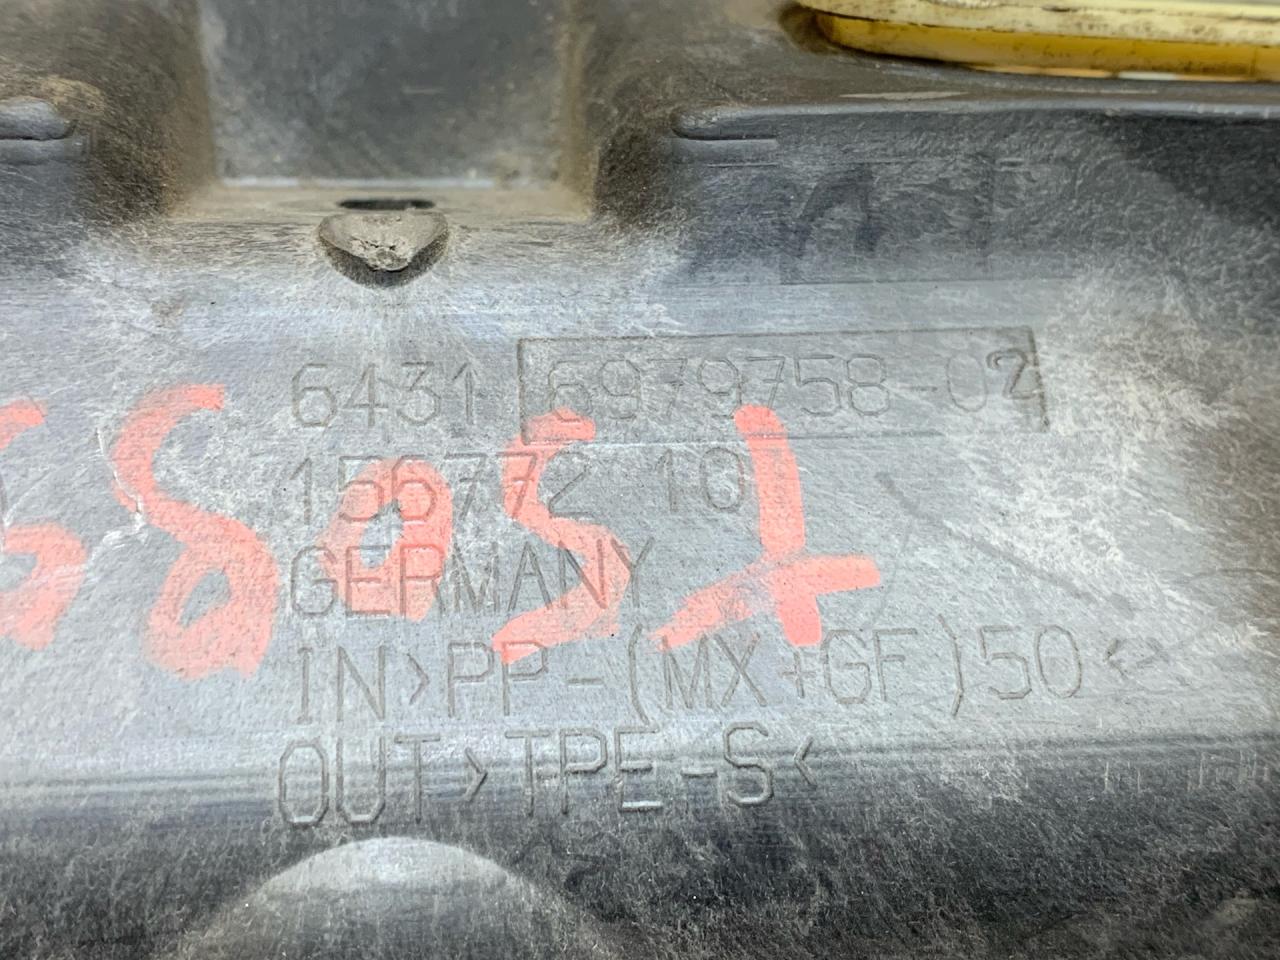 6431 6979758-02
156772 10
GERMANY
IN>PP-(MX+GF)50<
OUT>TPE-S<